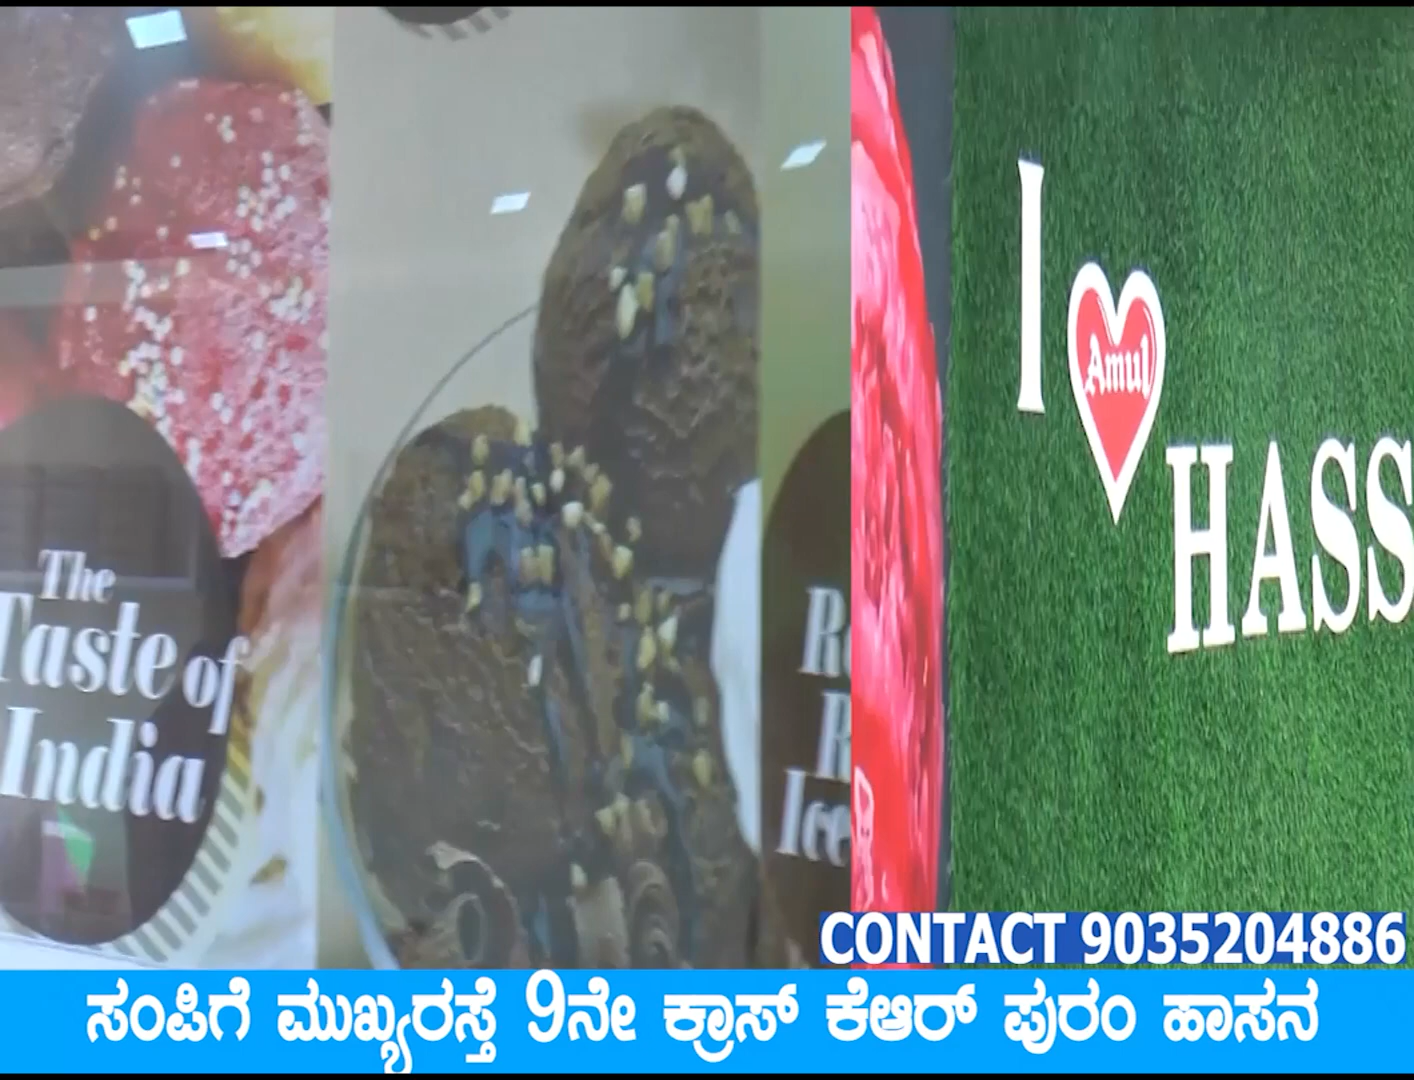 The
Taste of
India
I
Amul
HASS
CONTACT 9035204886
ಸಂಪಿಗೆ ಮುಖ್ಯರಸ್ತೆ 9ನೇ ಕ್ರಾಸ್ ಕೆಆರ್ ಪುರಂ ಹಾಸನ